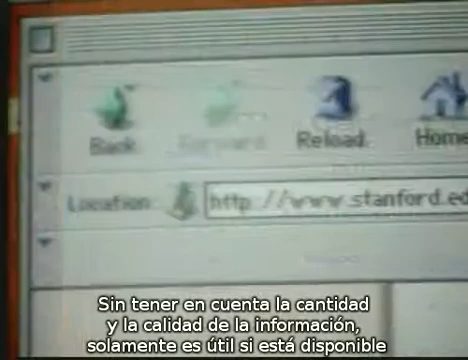 Back Forward Reload Home
Location: http://www.stanford.ed
Sin tener en cuenta la cantidad
y la calidad de la información,
solamente es útil si está disponible